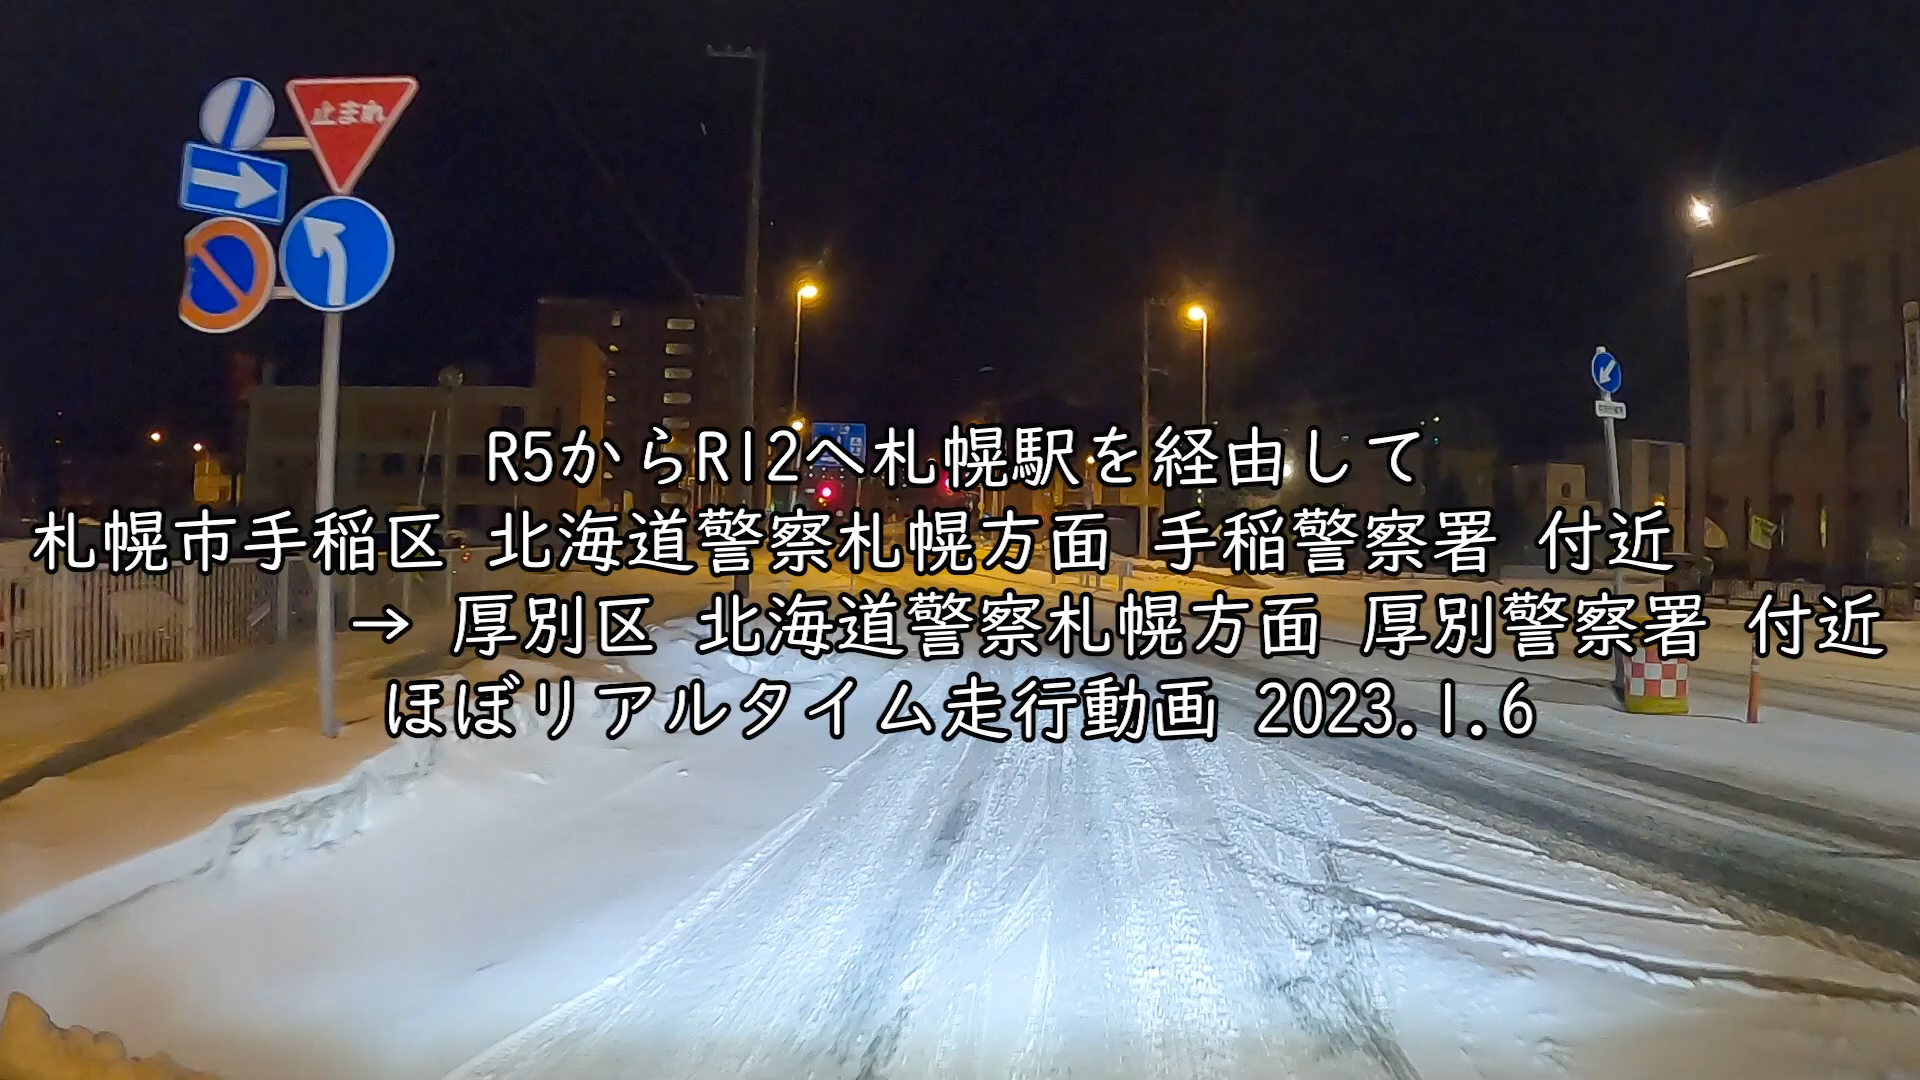 止まれ
R5からR12へ札幌駅を経由して
札幌市手稲区 北海道警察札幌方面 手稲警察署 付近
→ 厚別区 北海道警察札幌方面 厚別警察署 付近
ほぼリアルタイム走行動画 2023.1.6